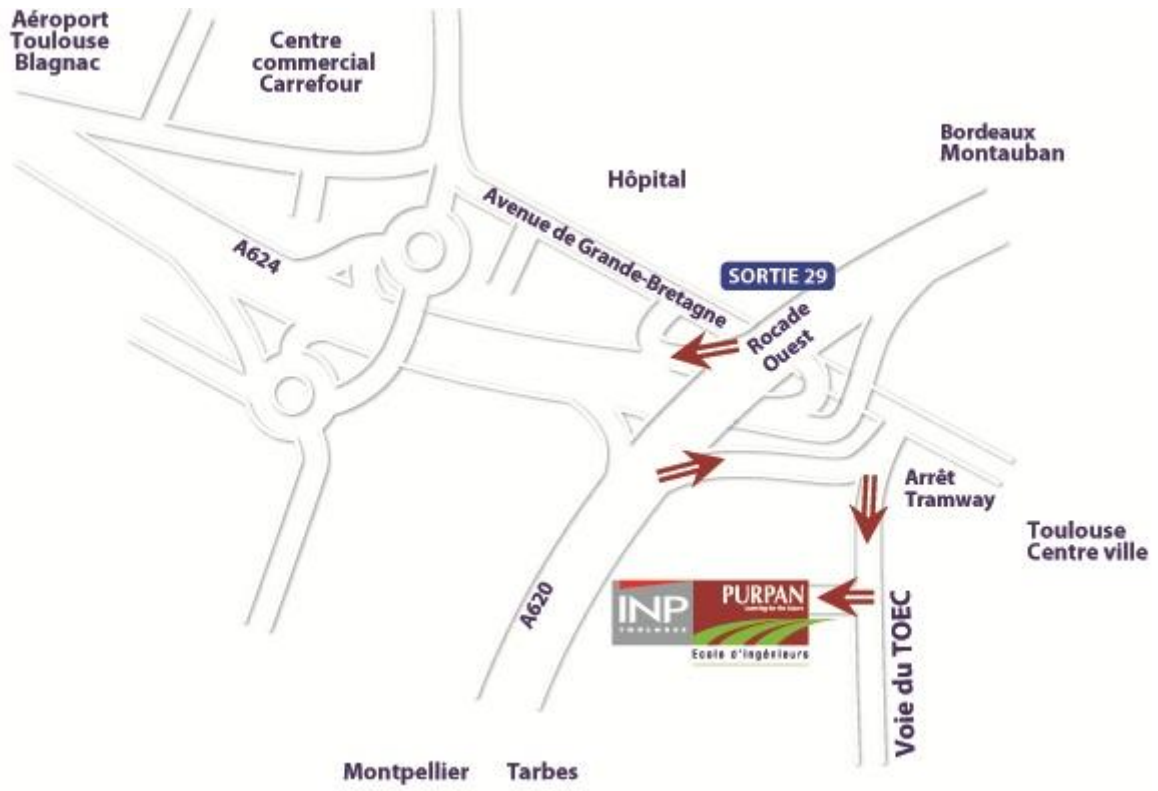 Aéroport
Toulouse
Blagnac
Centre
commercial
Carrefour
Bordeaux
Montauban
Hôpital
Avenue de Grande-Bretagne
A624
SORTIE 29
Rocade
Ouest
Arrêt
Tramway
Toulouse
Centre ville
A620
INP
TOULOUSE
PURPAN
Ecole d'Ingénieurs
Voie du TOEC
Montpellier
Tarbes